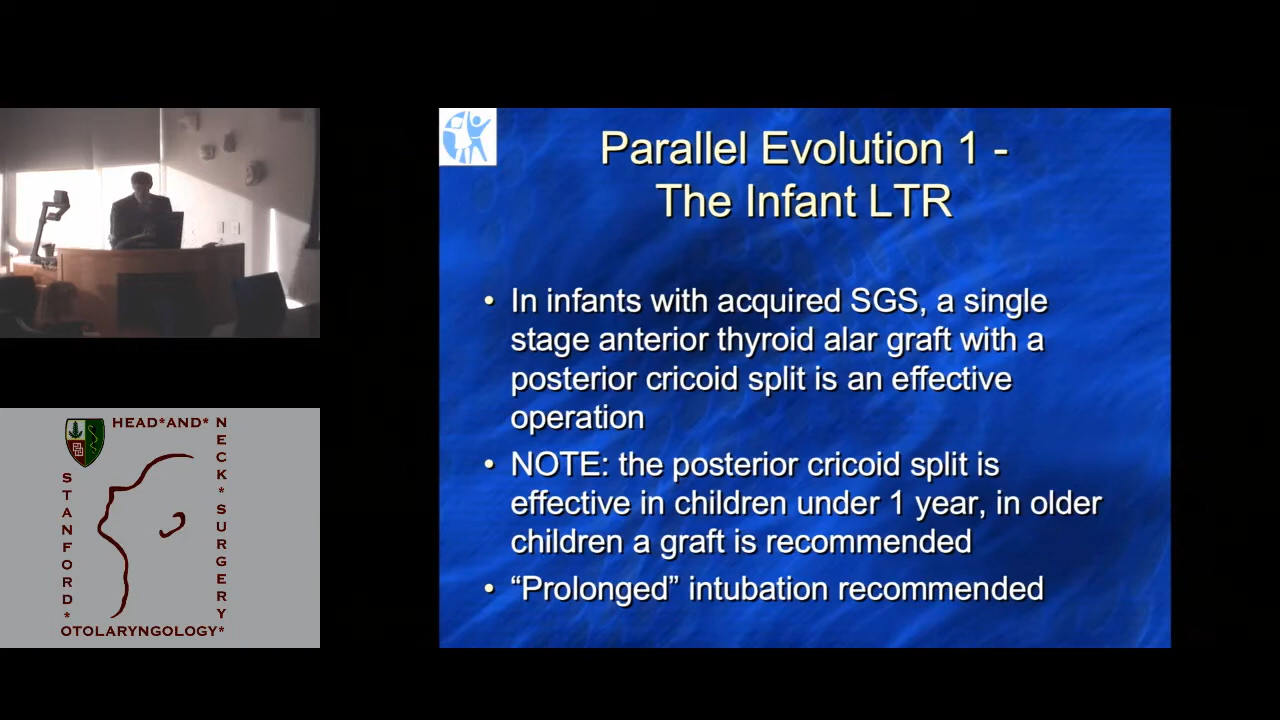 Parallel Evolution 1 -
The Infant LTR
• In infants with acquired SGS, a single
stage anterior thyroid alar graft with a
posterior cricoid split is an effective
operation
• NOTE: the posterior cricoid split is
effective in children under 1 year, in older
children a graft is recommended
• “Prolonged” intubation recommended
HEAD*AND*
NECK*SURGERY*
STANFORD*
OTOLARYNGOLOGY*